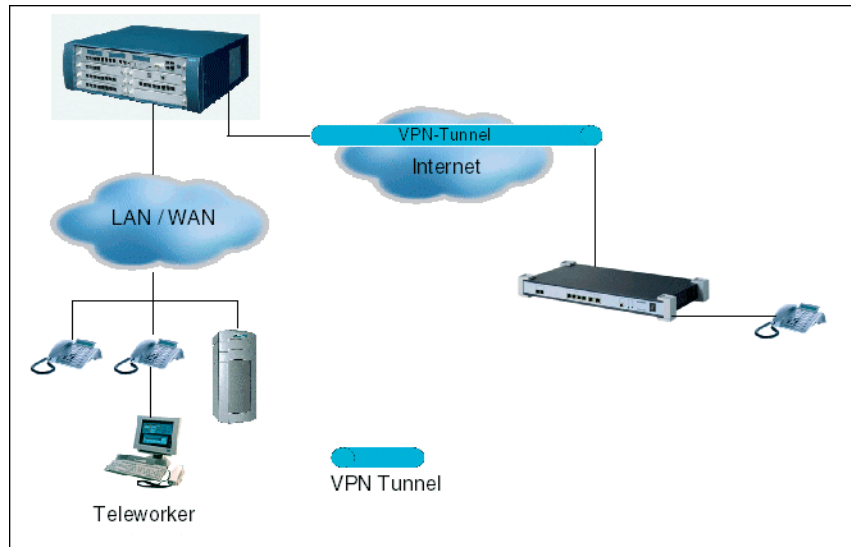 VPN-Tunnel
Internet
LAN / WAN
VPN Tunnel
Teleworker